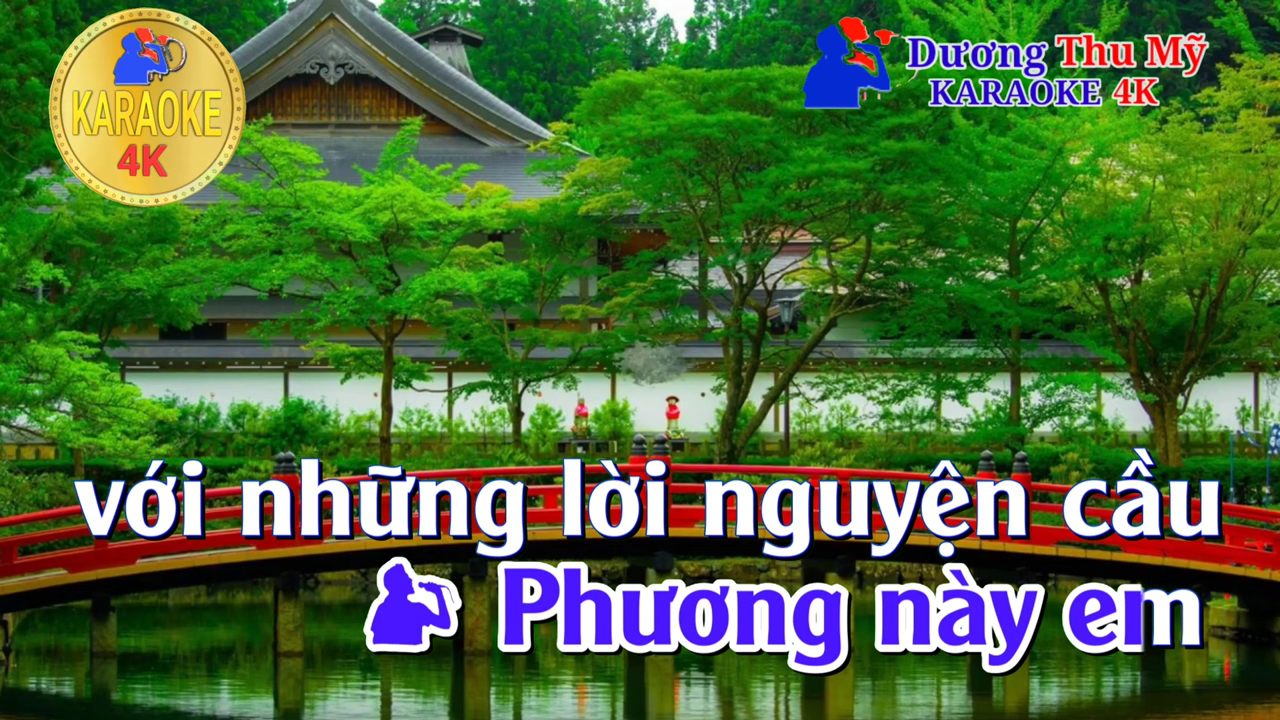 KARAOKE
4K
Dương Thu Mỹ
KARAOKE 4K
với những lời nguyện cầu
Phương này em